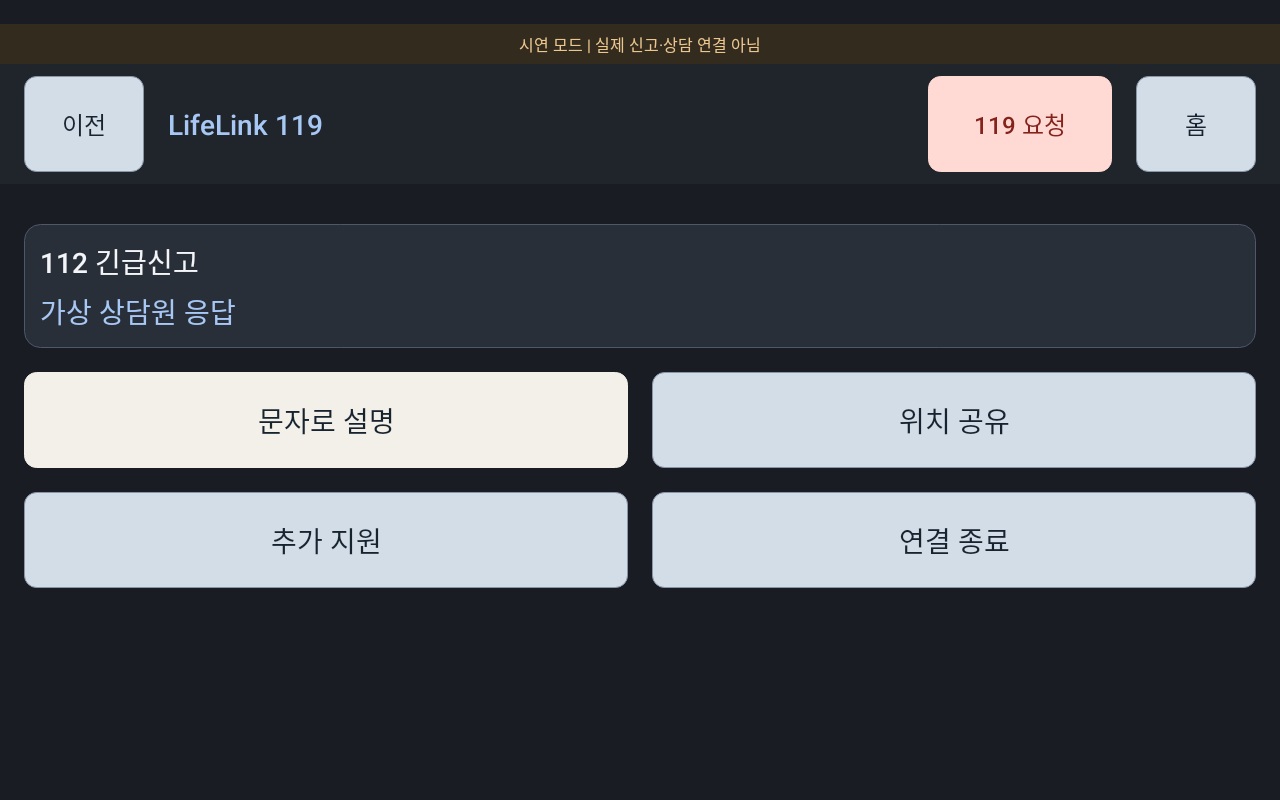 시연 모드 | 실제 신고·상담 연결 아님
이전
LifeLink 119
119 요청
홈
112 긴급신고
가상 상담원 응답
문자로 설명
위치 공유
추가 지원
연결 종료